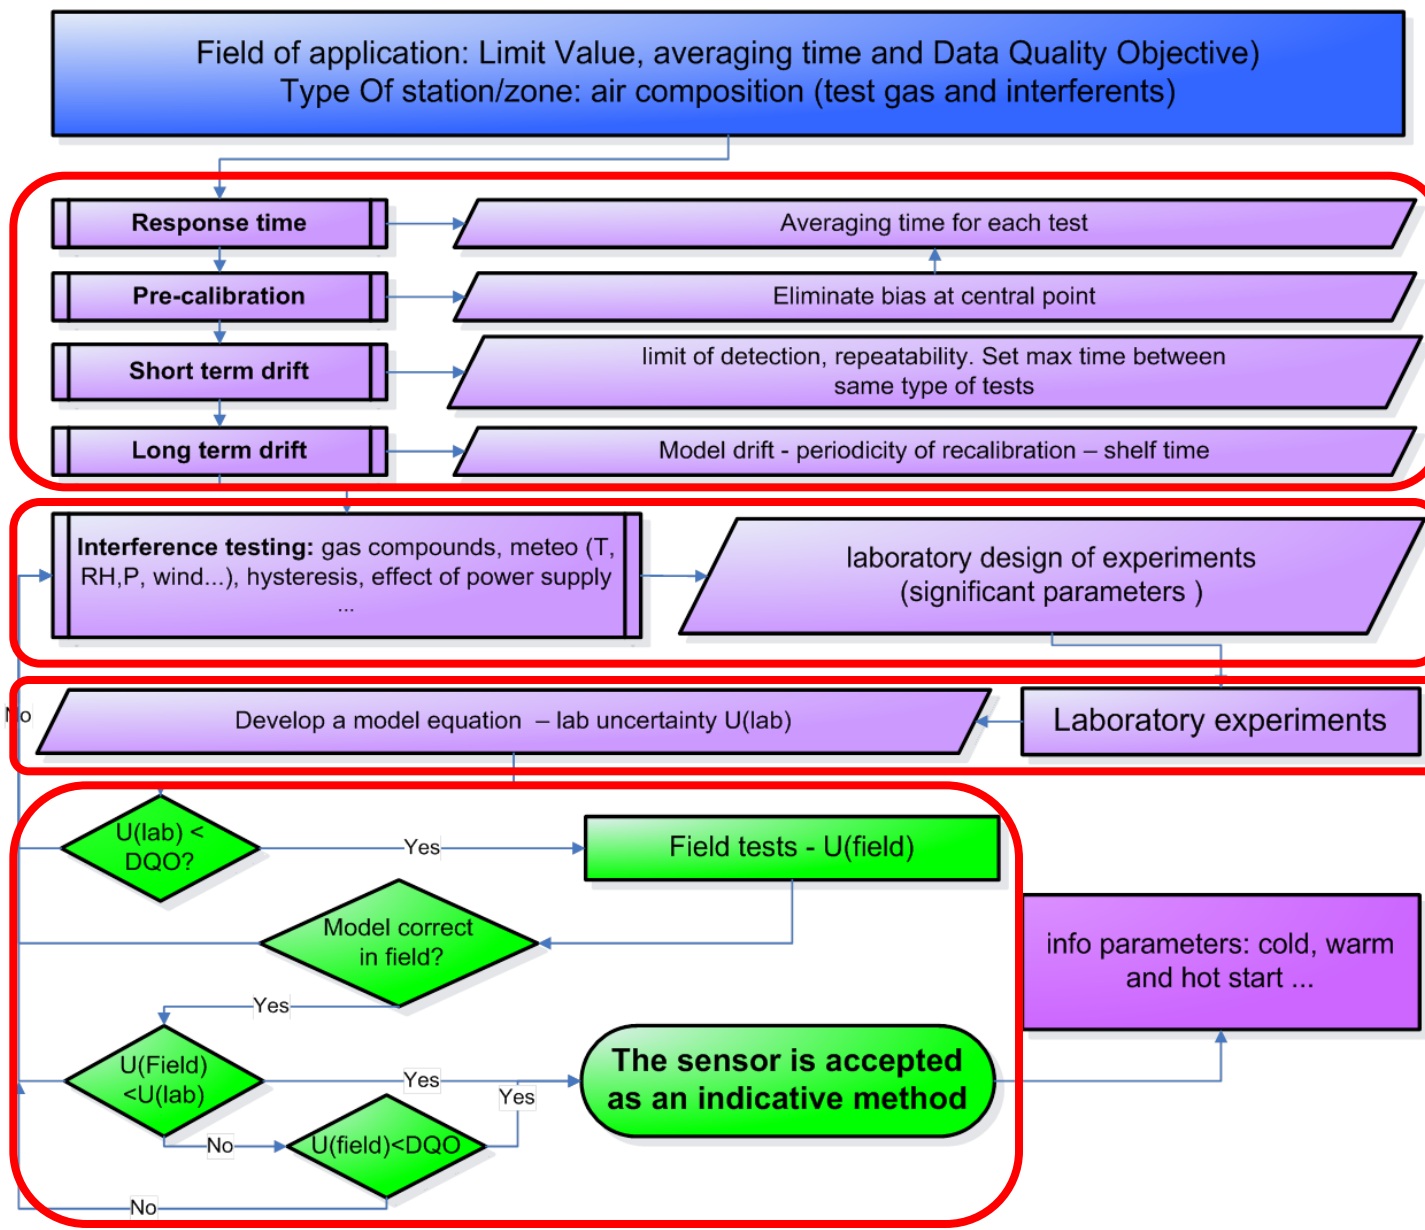 Field of application: Limit Value, averaging time and Data Quality Objective)
Type Of station/zone: air composition (test gas and interferents)
Response time
Averaging time for each test
Pre-calibration
Eliminate bias at central point
Short term drift
limit of detection, repeatability. Set max time between
same type of tests
Long term drift
Model drift - periodicity of recalibration – shelf time
Interference testing: gas compounds, meteo (T,
RH,P, wind...), hysteresis, effect of power supply
...
laboratory design of experiments
(significant parameters )
No
Develop a model equation – lab uncertainty U(lab)
Laboratory experiments
U(lab) <
DQO?
Yes
Field tests - U(field)
Model correct
in field?
info parameters: cold, warm
and hot start ...
Yes
U(Field)
<U(lab)
Yes
The sensor is accepted
as an indicative method
Yes
No
U(field)<DQO
No